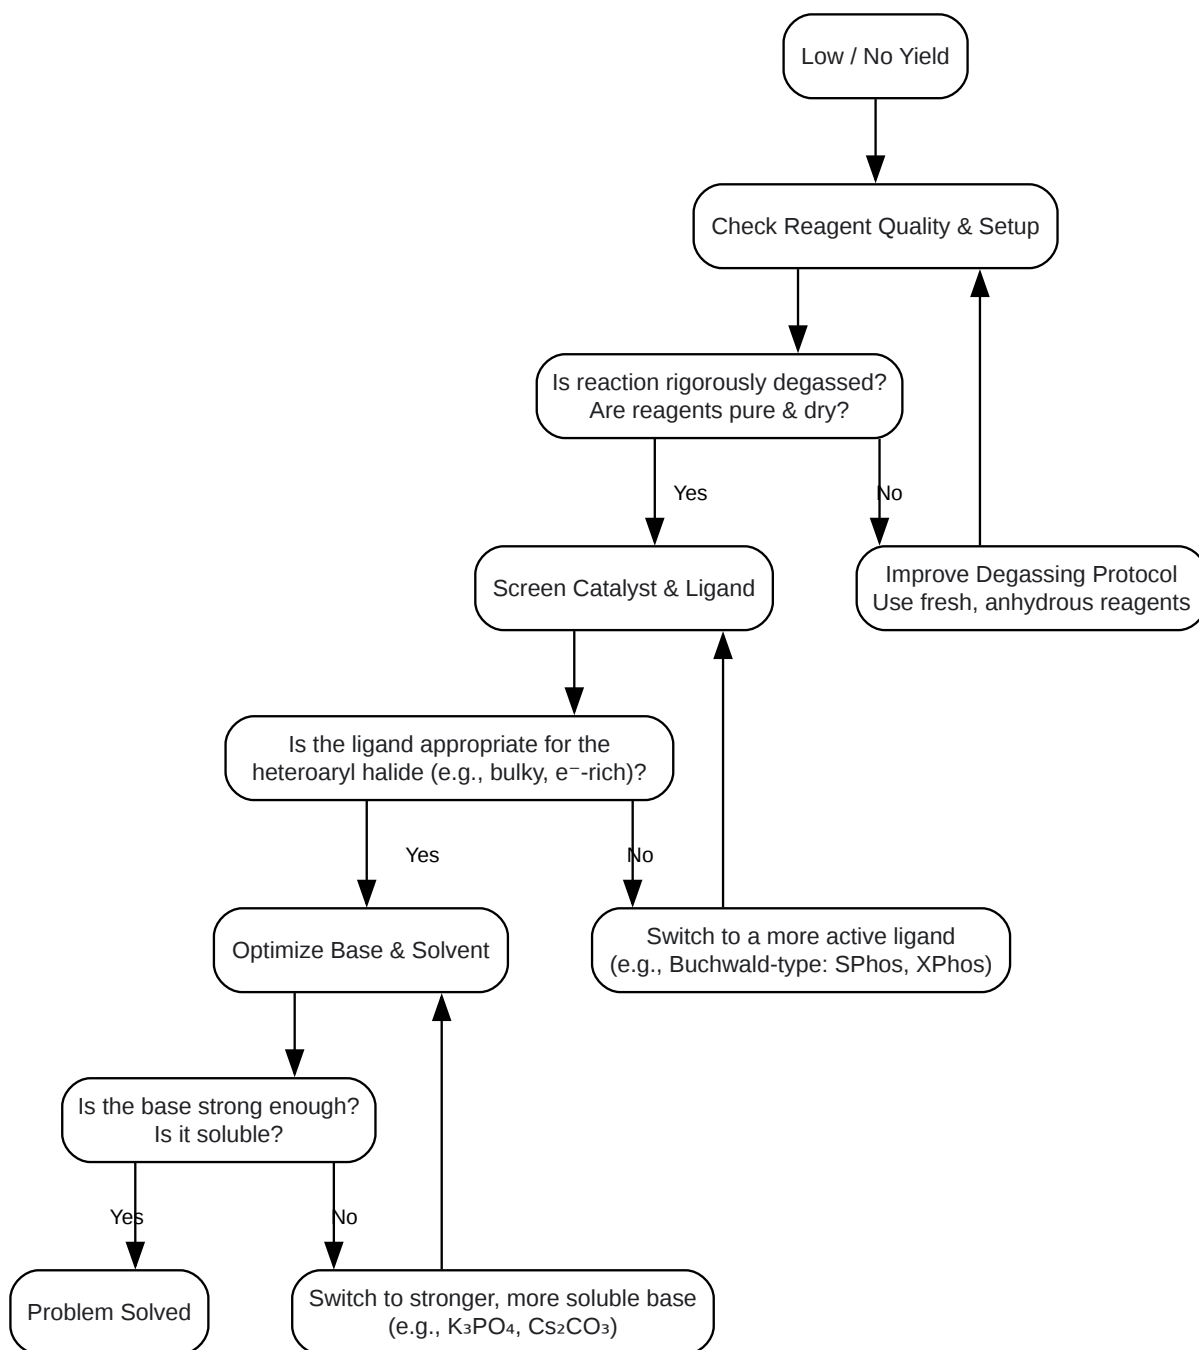 Low / No Yield
Check Reagent Quality & Setup
Is reaction rigorously degassed?
Are reagents pure & dry?
Yes
No
Screen Catalyst & Ligand
Improve Degassing Protocol
Use fresh, anhydrous reagents
Is the ligand appropriate for the
heteroaryl halide (e.g., bulky, e⁻-rich)?
Yes
No
Optimize Base & Solvent
Switch to a more active ligand
(e.g., Buchwald-type: SPhos, XPhos)
Is the base strong enough?
Is it soluble?
Yes
No
Problem Solved
Switch to stronger, more soluble base
(e.g., K₃PO₄, Cs₂CO₃)